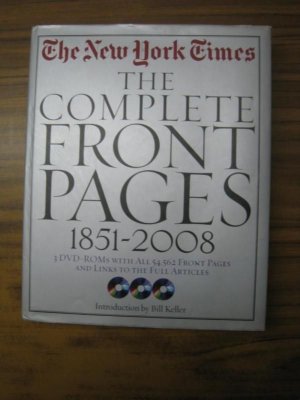 The New York Times
THE
COMPLETE
FRONT
PAGES
1851-2008
3 DVD-ROMS WITH ALL 54,562 FRONT PAGES
AND LINKS TO THE FULL ARTICLES
Introduction by Bill Keller